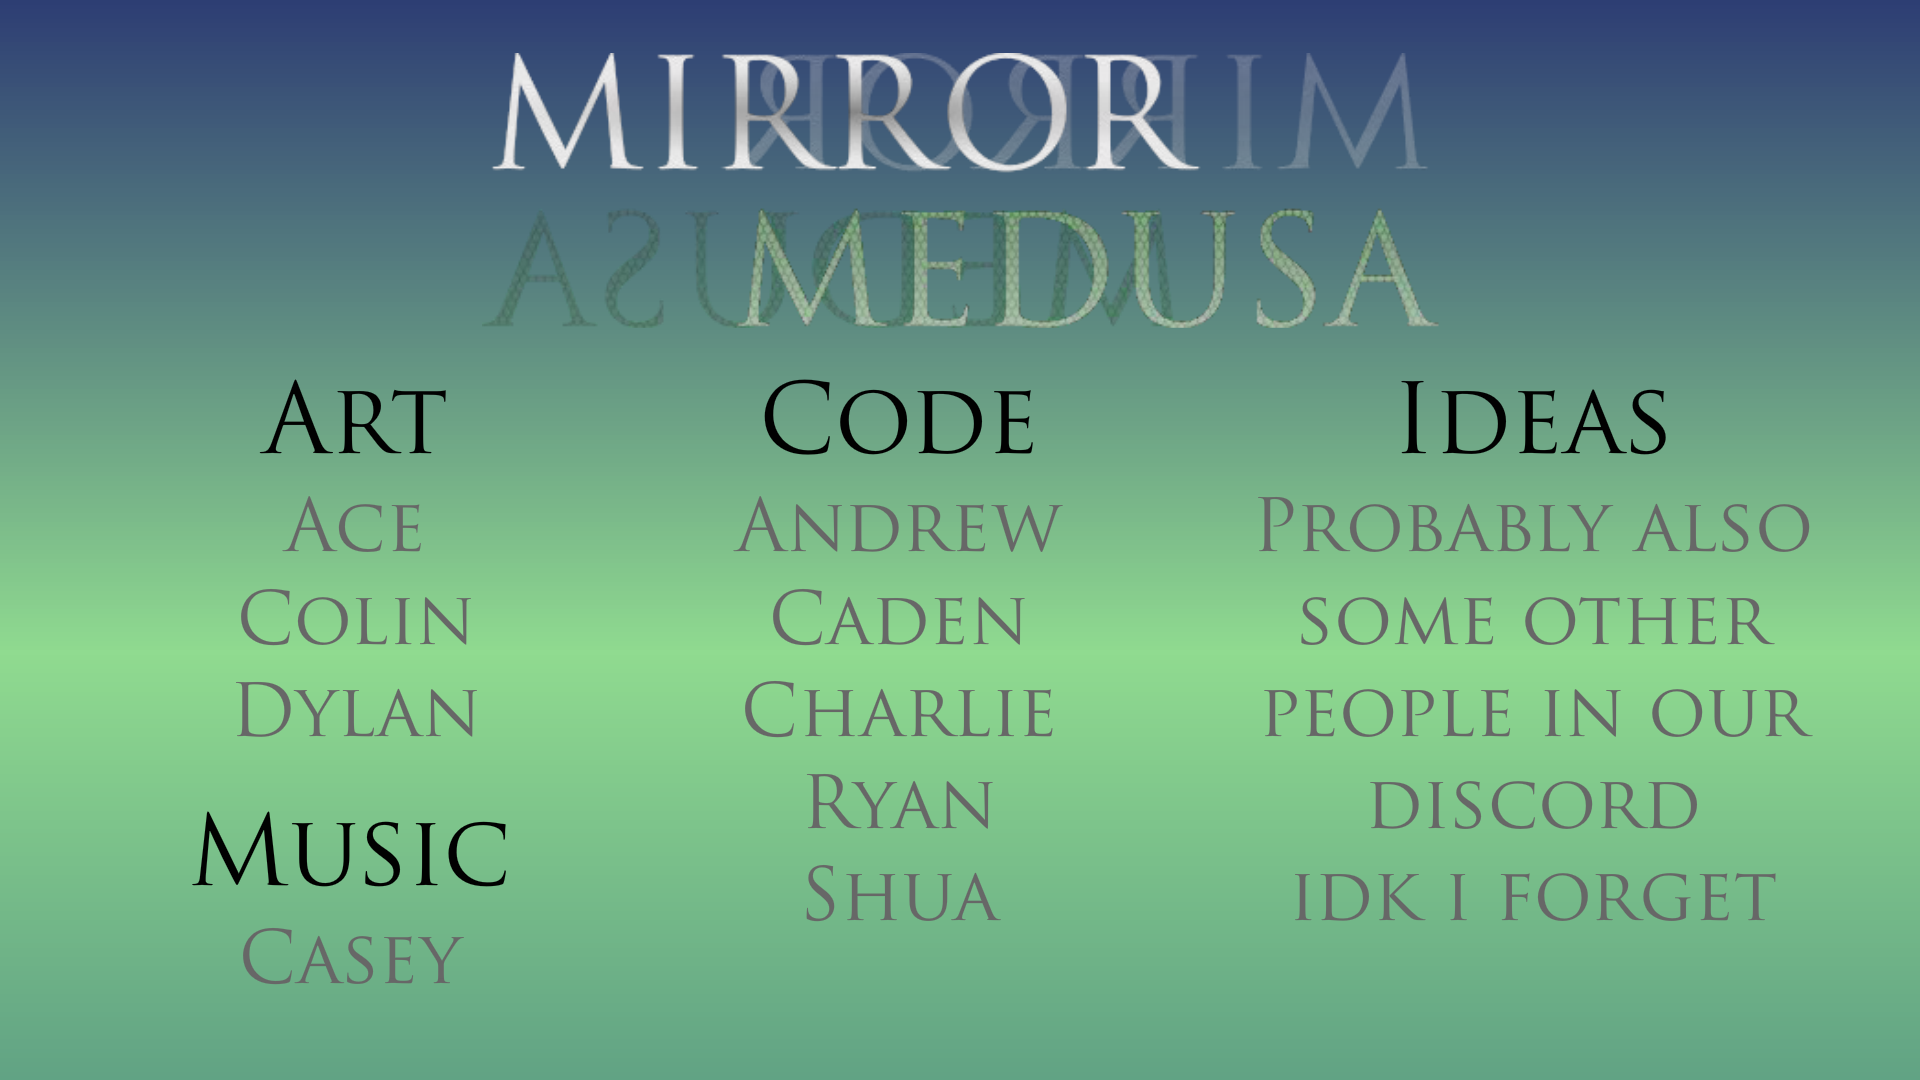 MIRROR
MEDUSA
Art
Ace
Colin
Dylan
Music
Casey
Code
Andrew
Caden
Charlie
Ryan
Shua
Ideas
Probably also
some other
people in our
discord
idk i forget